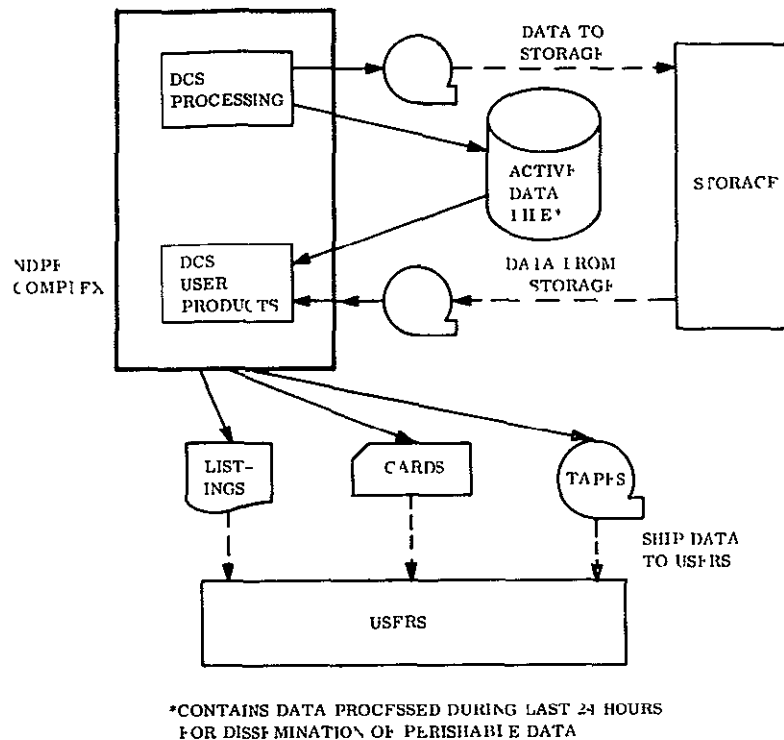 DATA TO
STORAGE
DCS
PROCESSING
ACTIVE
DATA
FILE*
STORAGE
NDPF
COMPLEX
DCS
USER
PRODUCTS
DATA FROM
STORAGE
LIST-
INGS
CARDS
TAPES
SHIP DATA
TO USERS
USERS
*CONTAINS DATA PROCESSED DURING LAST 24 HOURS
FOR DISSEMINATION OF PERISHABLE DATA